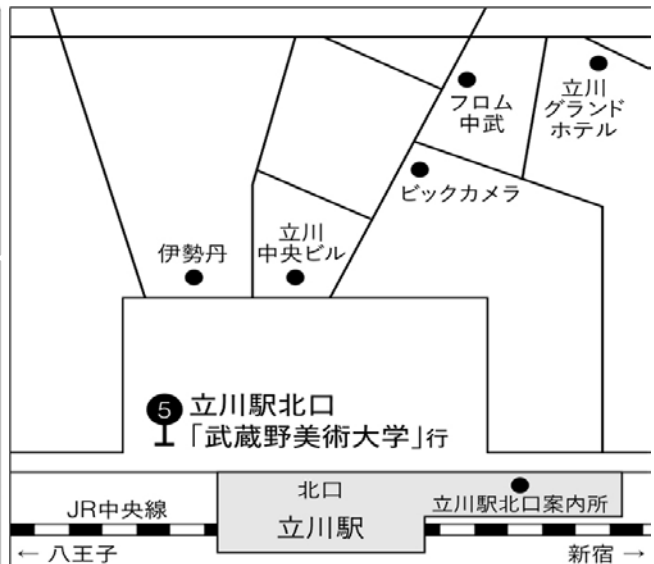 フロム
中武
立川
グランド
ホテル
ビックカメラ
伊勢丹
立川
中央ビル
5
立川駅北口
「武蔵野美術大学」行
北口
立川駅北口案内所
JR中央線
立川駅
← 八王子
新宿 →